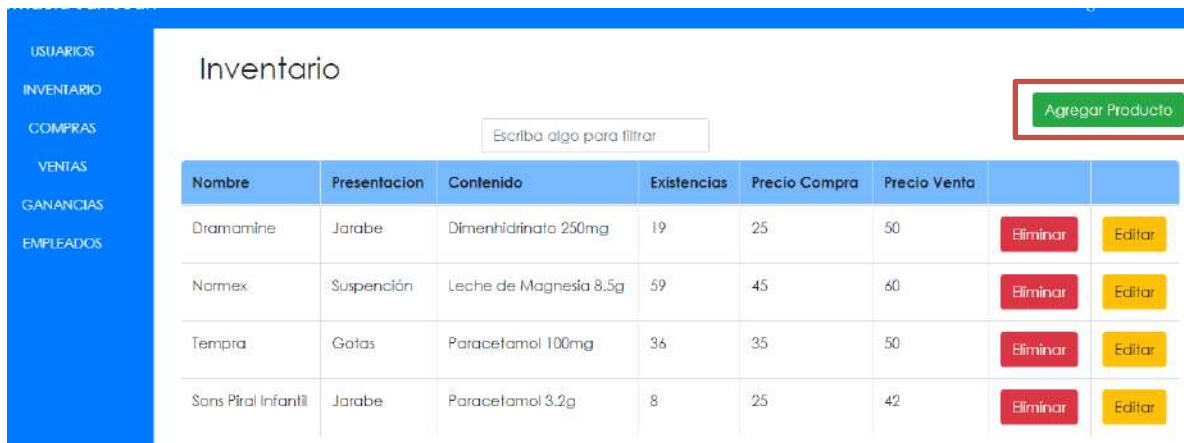 USUARIOS
INVENTARIO
COMPRAS
VENTAS
GANANCIAS
EMPLEADOS
Inventario
Agregar Producto
Escriba algo para filtrar
Nombre Presentacion Contenido Existencias Precio Compra Precio Venta
Dramamine Jarabe Dimenhidrinato 250mg 19 25 50 Eliminar Editar
Normex Suspención Leche de Magnesia 8.5g 59 45 60 Eliminar Editar
Tempra Gotas Paracetamol 100mg 36 35 50 Eliminar Editar
Sons Piral Infantil Jarabe Paracetamol 3.2g 8 25 42 Eliminar Editar